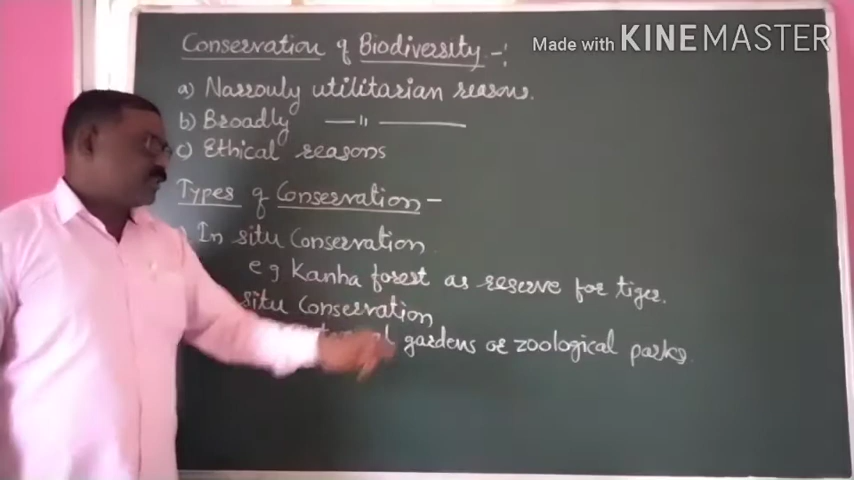 Conservation of Biodiversity -:
Made with KINEMASTER
a) Narrowly utilitarian reasons.
b) Broadly —〃—
c) Ethical reasons
Types of Conservation -
In situ Conservation
eg Kanha forest as reserve for tiger.
situ Conservation
gardens or zoological parks